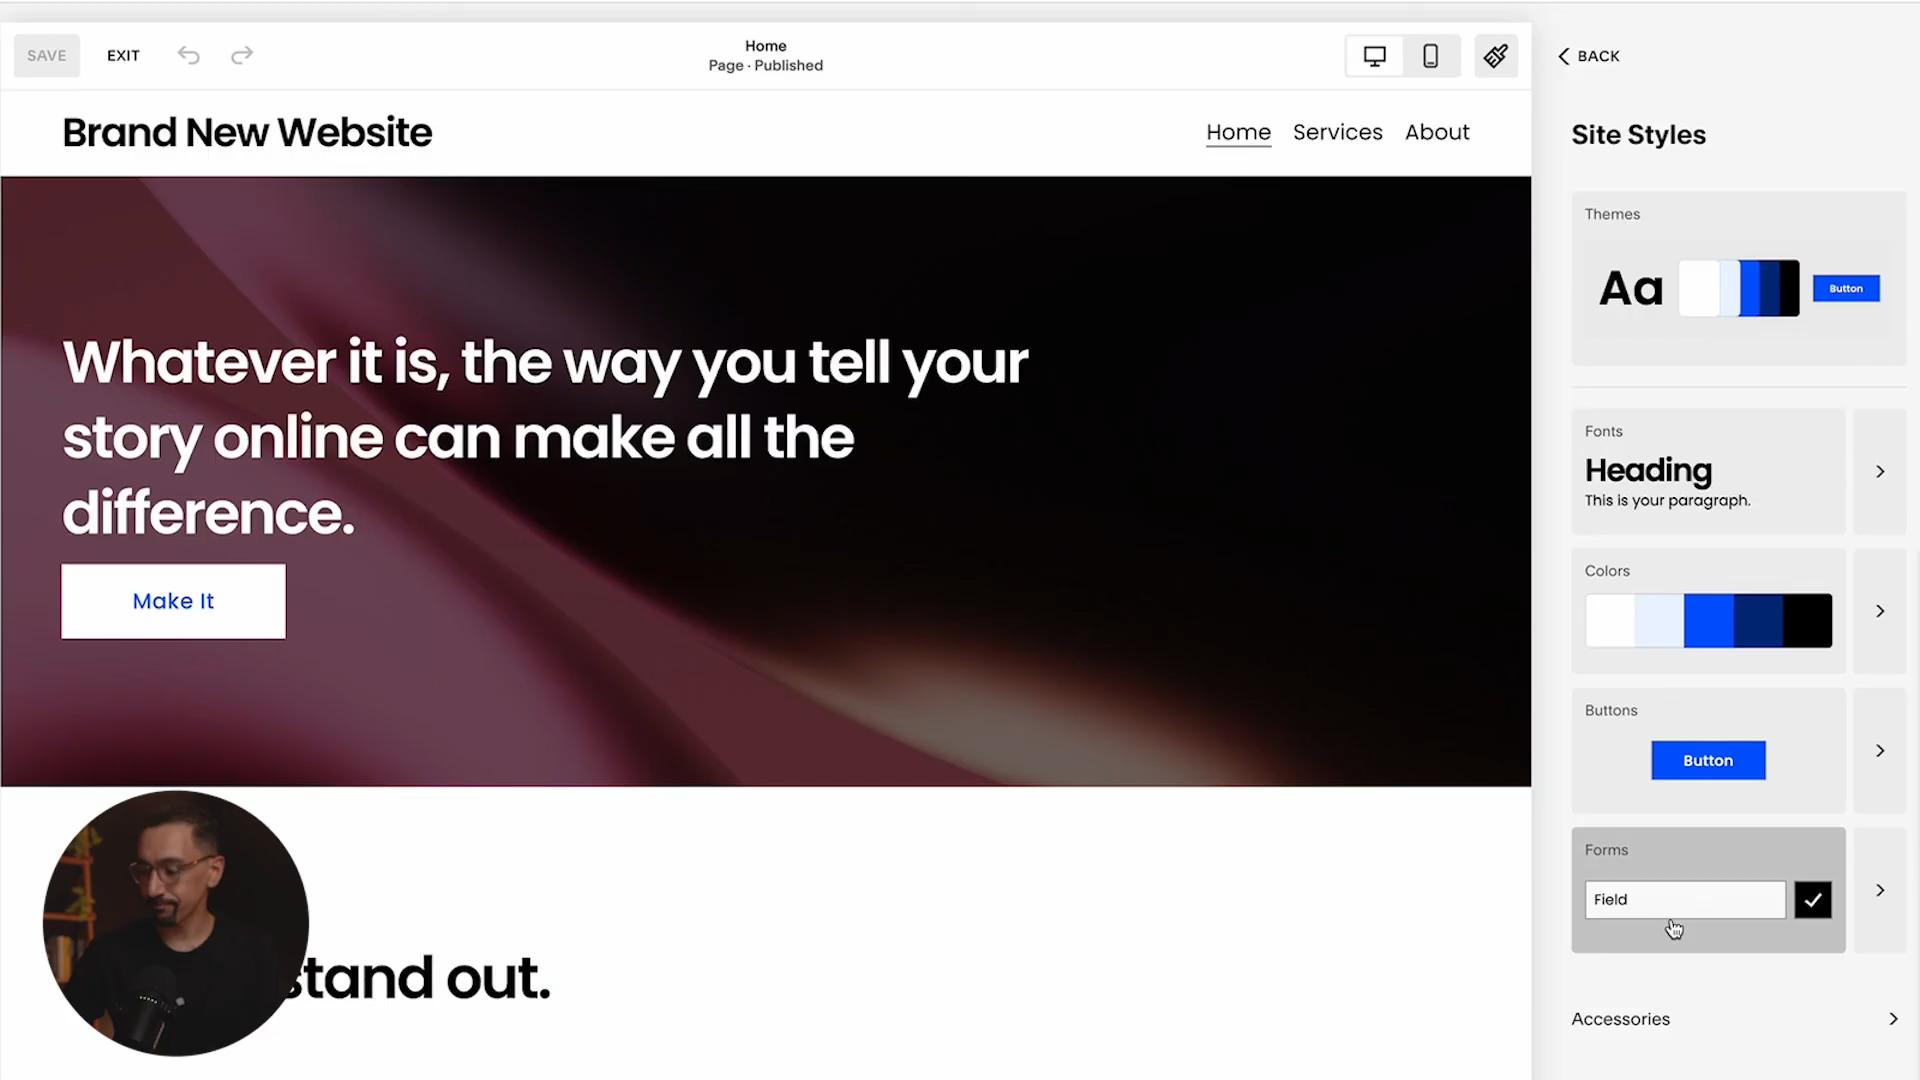 SAVE
EXIT
Home
Page · Published
BACK
Brand New Website
Home
Services
About
Site Styles
Themes
Aa
Button
Whatever it is, the way you tell your
story online can make all the
difference.
Make It
Fonts
Heading
This is your paragraph.
Colors
Buttons
Button
Forms
Field
stand out.
Accessories